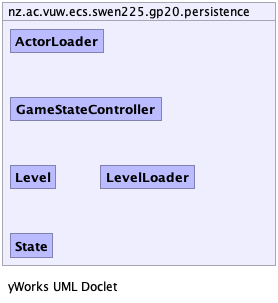 nz.ac.vuw.ecs.swen225.gp20.persistence
ActorLoader
GameStateController
Level
LevelLoader
State
yWorks UML Doclet